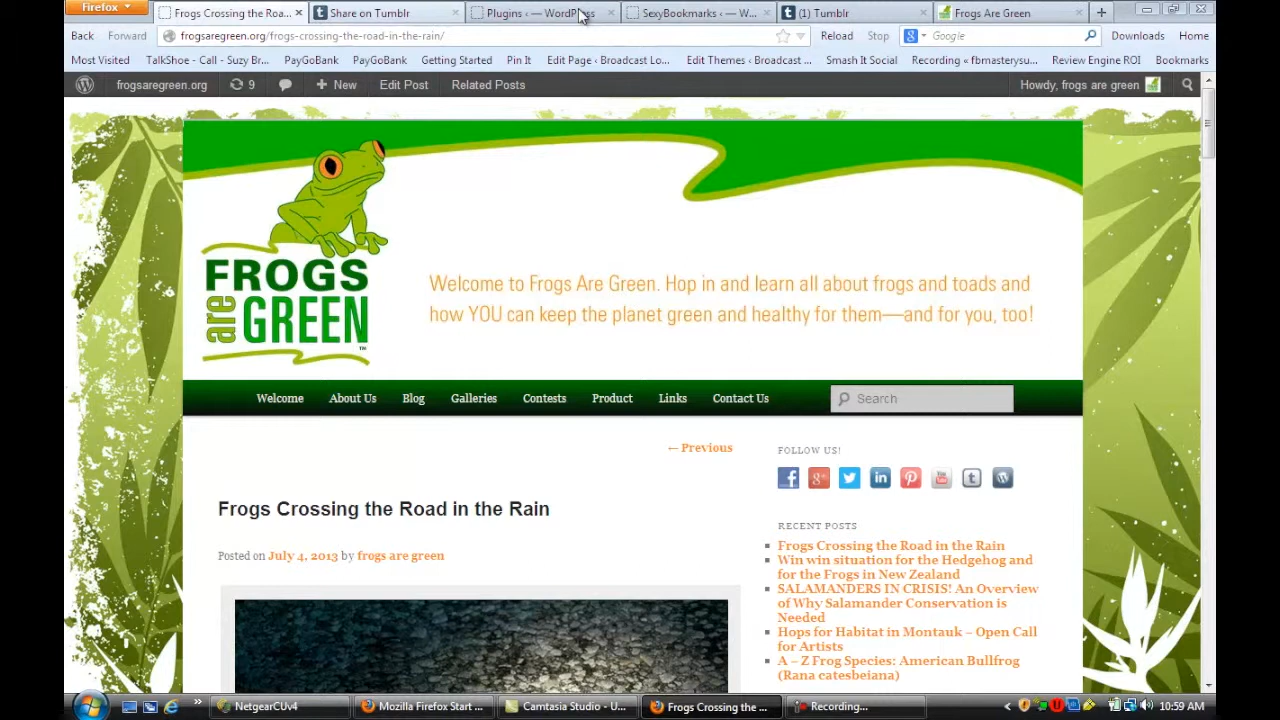 Firefox
Frogs Crossing the Roa...
Share on Tumblr
Plugins ‹ — WordPress
SexyBookmarks ‹ — W...
(1) Tumblr
Frogs Are Green
Back
Forward
frogsaregreen.org/frogs-crossing-the-road-in-the-rain/
Reload
Stop
Google
Downloads
Home
Most Visited
TalkShoe - Call - Suzy Br...
PayGoBank
PayGoBank
Getting Started
Pin It
Edit Page ‹ Broadcast Lo...
Edit Themes ‹ Broadcast ...
Smash It Social
Recording « fbmasterysu...
Review Engine ROI
Bookmarks
frogsaregreen.org
9
New
Edit Post
Related Posts
Howdy, frogs are green
FROGS
are GREEN
Welcome to Frogs Are Green. Hop in and learn all about frogs and toads and
how YOU can keep the planet green and healthy for them—and for you, too!
Welcome
About Us
Blog
Galleries
Contests
Product
Links
Contact Us
Search
← Previous
FOLLOW US!
Frogs Crossing the Road in the Rain
Posted on July 4, 2013 by frogs are green
RECENT POSTS
Frogs Crossing the Road in the Rain
Win win situation for the Hedgehog and
for the Frogs in New Zealand
SALAMANDERS IN CRISIS! An Overview
of Why Salamander Conservation is
Needed
Hops for Habitat in Montauk – Open Call
for Artists
A – Z Frog Species: American Bullfrog
(Rana catesbeiana)
NetgearCUv4
Mozilla Firefox Start ...
Camtasia Studio - U...
Frogs Crossing the ...
Recording...
10:59 AM